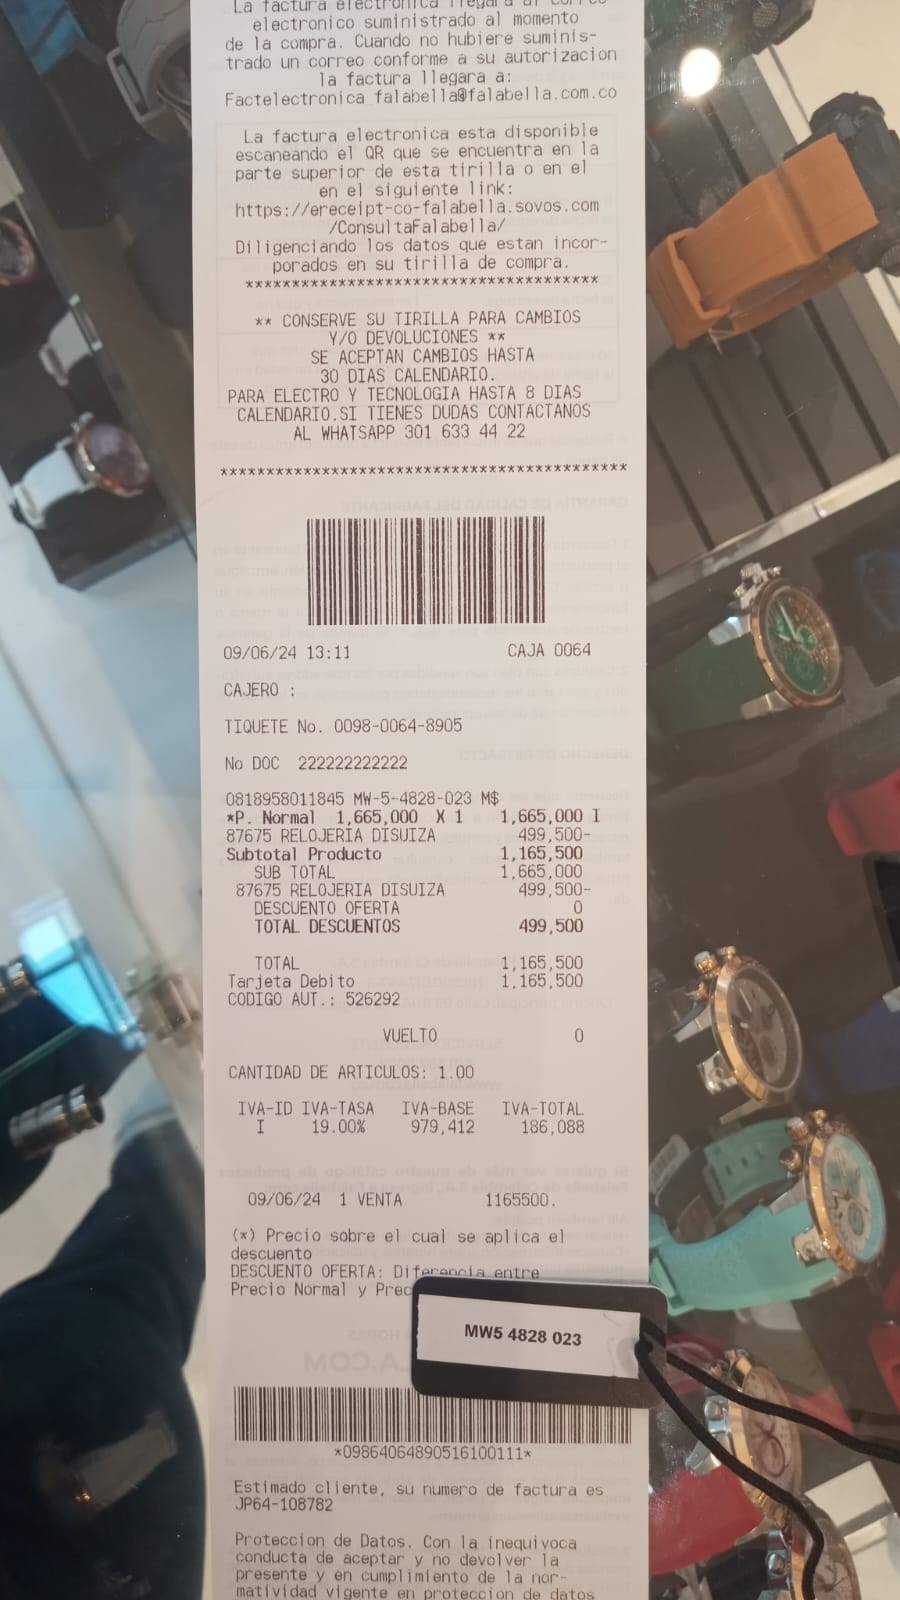 La factura electronica llegara al correo
electronico suministrado al momento
de la compra. Cuando no hubiere suminis-
trado un correo conforme a su autorizacion
la factura llegara a:
Factelectronica_falabella@falabella.com.co
La factura electronica esta disponible
escaneando el QR que se encuentra en la
parte superior de esta tirilla o en el
en el siguiente link:
https://ereceipt-co-falabella.sovos.com
/ConsultaFalabella/
Diligenciando los datos que estan incor-
porados en su tirilla de compra.
**************************************
** CONSERVE SU TIRILLA PARA CAMBIOS
Y/O DEVOLUCIONES **
SE ACEPTAN CAMBIOS HASTA
30 DIAS CALENDARIO.
PARA ELECTRO Y TECNOLOGIA HASTA 8 DIAS
CALENDARIO.SI TIENES DUDAS CONTACTANOS
AL WHATSAPP 301 633 44 22
********************************************
09/06/24 13:11 CAJA 0064
CAJERO :
TIQUETE No. 0098-0064-8905
No DOC 222222222222
0818958011845 MW-5-4828-023 M$
*P. Normal 1,665,000 X 1 1,665,000 I
87675 RELOJERIA DISUIZA 499,500-
Subtotal Producto 1,165,500
SUB TOTAL 1,665,000
87675 RELOJERIA DISUIZA 499,500-
DESCUENTO OFERTA 0
TOTAL DESCUENTOS 499,500
TOTAL 1,165,500
Tarjeta Debito 1,165,500
CODIGO AUT.: 526292
VUELTO 0
CANTIDAD DE ARTICULOS: 1.00
IVA-ID IVA-TASA IVA-BASE IVA-TOTAL
I 19.00% 979,412 186,088
09/06/24 1 VENTA 1165500.
(*) Precio sobre el cual se aplica el
descuento
DESCUENTO OFERTA: Diferencia entre
Precio Normal y Prec
MW5 4828 023
*09864064890516100111*
Estimado cliente, su numero de factura es
JP64-108782
Proteccion de Datos. Con la inequivoca
conducta de aceptar y no devolver la
presente y en cumplimiento de la nor-
matividad vigente en proteccion de datos